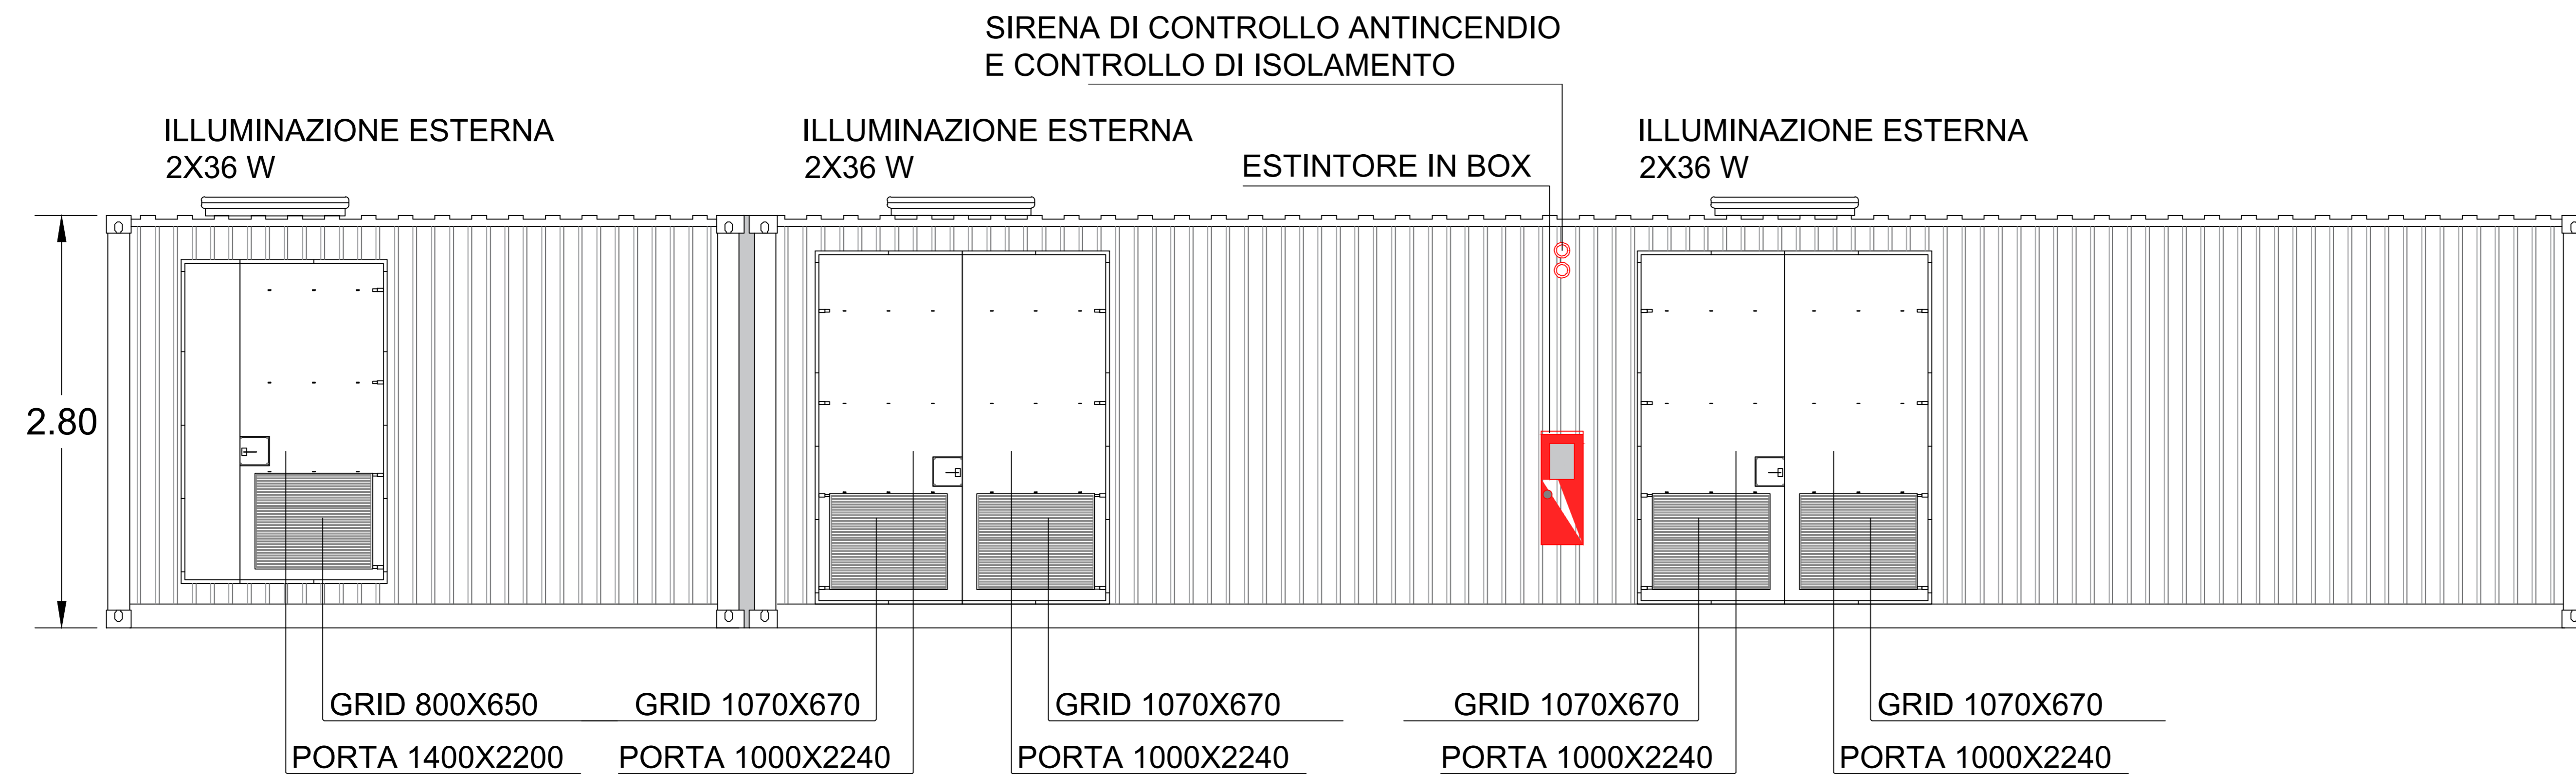 SIRENA DI CONTROLLO ANTINCENDIO
E CONTROLLO DI ISOLAMENTO
ILLUMINAZIONE ESTERNA
2X36 W
ILLUMINAZIONE ESTERNA
2X36 W
ESTINTORE IN BOX
ILLUMINAZIONE ESTERNA
2X36 W
2.80
GRID 800X650
GRID 1070X670
GRID 1070X670
GRID 1070X670
GRID 1070X670
PORTA 1400X2200
PORTA 1000X2240
PORTA 1000X2240
PORTA 1000X2240
PORTA 1000X2240